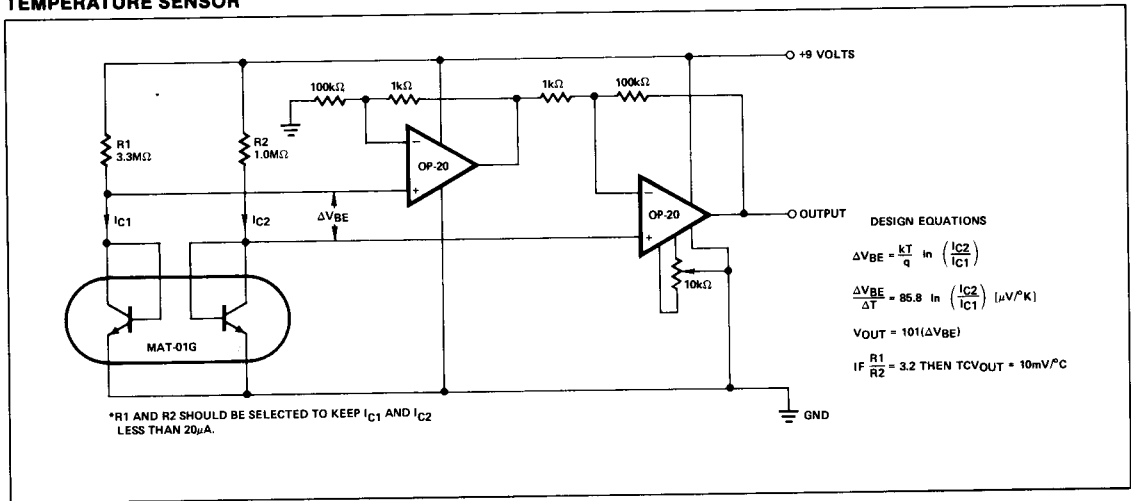 TEMPERATURE SENSOR
+9 VOLTS
100kΩ
1kΩ
1kΩ
100kΩ
R1
3.3MΩ
R2
1.0MΩ
−
OP-20
+
IC1
IC2
ΔVBE
−
OP-20
+
OUTPUT
10kΩ
MAT-01G
GND
*R1 AND R2 SHOULD BE SELECTED TO KEEP IC1 AND IC2
LESS THAN 20μA.
DESIGN EQUATIONS
ΔVBE = kT/q ln (IC2/IC1)
ΔVBE/ΔT = 85.8 ln (IC2/IC1) [μV/°K]
VOUT = 101(ΔVBE)
IF R1/R2 = 3.2 THEN TCVOUT = 10mV/°C